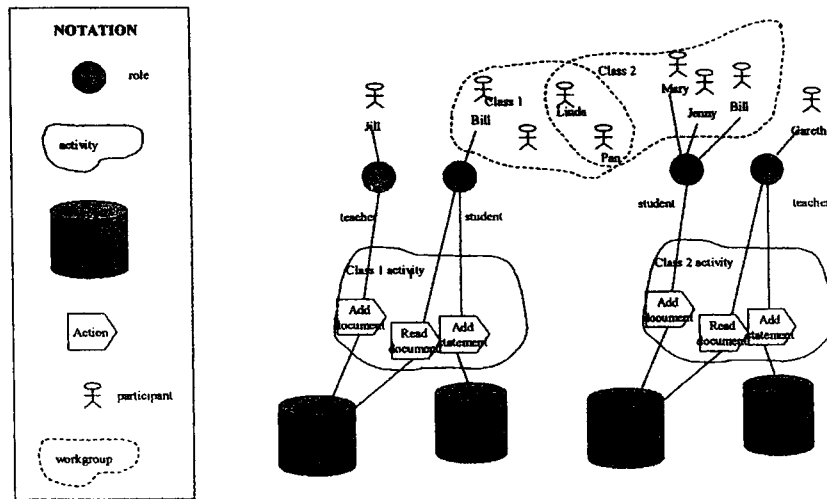 NOTATION
role
activity
Action
participant
workgroup
Jill
Bill
Class 1
Linda
Pan
Class 2
Mary
Jenny
Bill
Gareth
teacher
student
student
teacher
Class 1 activity
Add
document
Read
document
Add
statement
Class 2 activity
Add
document
Read
document
Add
statement